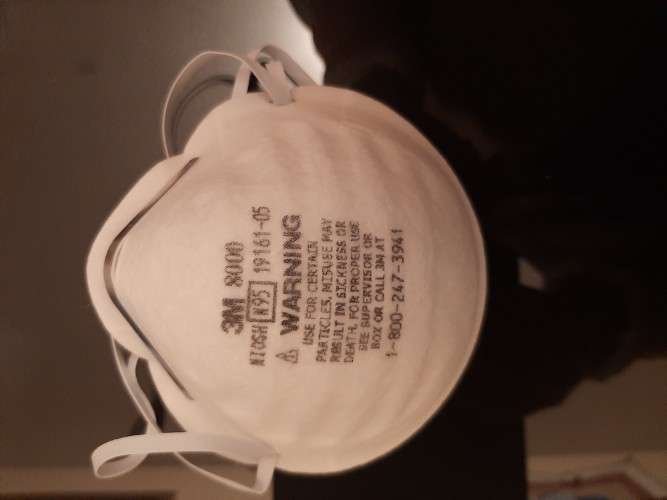 3M 8000
NIOSH N95 19161-05
⚠ WARNING
USE FOR CERTAIN
PARTICLES, MISUSE MAY
RESULT IN SICKNESS OR
DEATH, FOR PROPER USE
SEE SUPERVISOR OR
BOX OR CALL 3M AT
1-800-247-3941